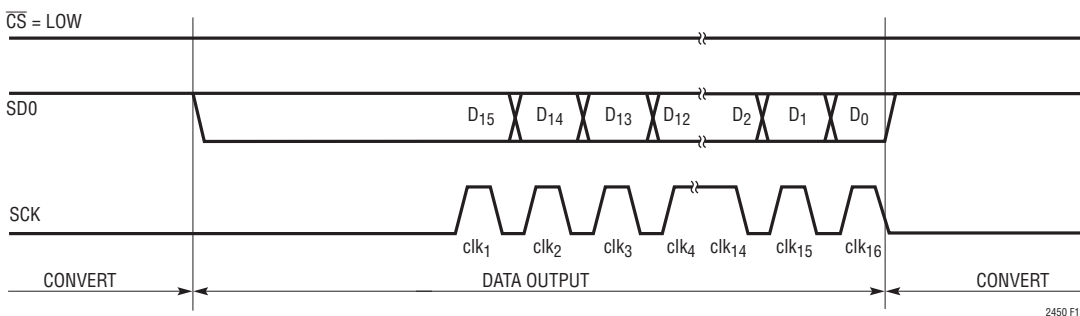 CS = LOW
SD0
D15 D14 D13 D12 D2 D1 D0
SCK
clk1 clk2 clk3 clk4 clk14 clk15 clk16
CONVERT DATA OUTPUT CONVERT
2450 F1